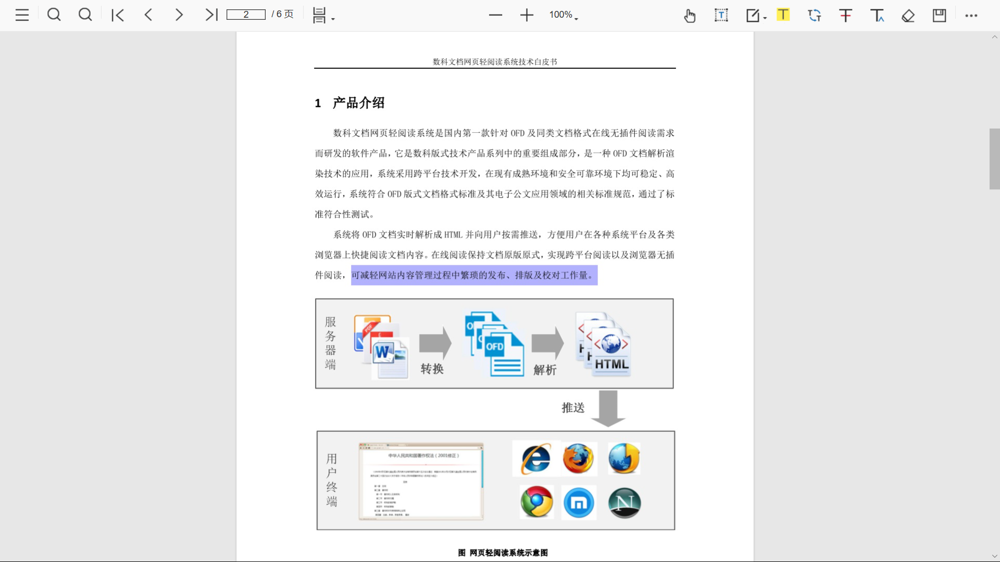 2 / 6 页 100%
数科文档网页轻阅读系统技术白皮书
1 产品介绍
数科文档网页轻阅读系统是国内第一款针对 OFD 及同类文档格式在线无插件阅读需求
而研发的软件产品，它是数科版式技术产品系列中的重要组成部分，是一种 OFD 文档解析渲
染技术的应用，系统采用跨平台技术开发，在现有成熟环境和安全可靠环境下均可稳定、高
效运行，系统符合 OFD 版式文档格式标准及其电子公文应用领域的相关标准规范，通过了标
准符合性测试。
系统将 OFD 文档实时解析成 HTML 并向用户按需推送，方便用户在各种系统平台及各类
浏览器上快捷阅读文档内容。在线阅读保持文档原版原式，实现跨平台阅读以及浏览器无插
件阅读，可减轻网站内容管理过程中繁琐的发布、排版及校对工作量。
服务器端
PDF
W
转换
OFD
解析
HTML
推送
用户终端
中华人民共和国著作权法（2001修正）
N
图 网页轻阅读系统示意图